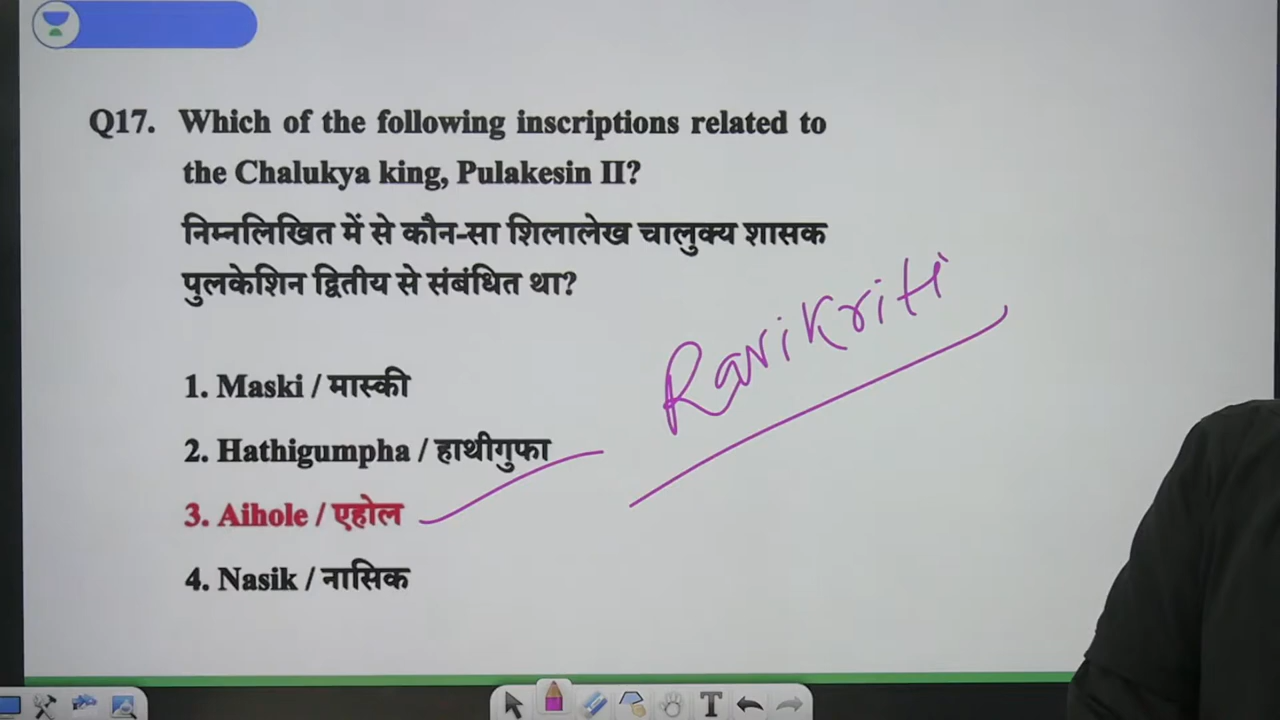 Q17. Which of the following inscriptions related to
the Chalukya king, Pulakesin II?
निम्नलिखित में से कौन-सा शिलालेख चालुक्य शासक
पुलकेशिन द्वितीय से संबंधित था?
Ravikriti
1. Maski / मास्की
2. Hathigumpha / हाथीगुफा
3. Aihole / एहोल
4. Nasik / नासिक
T